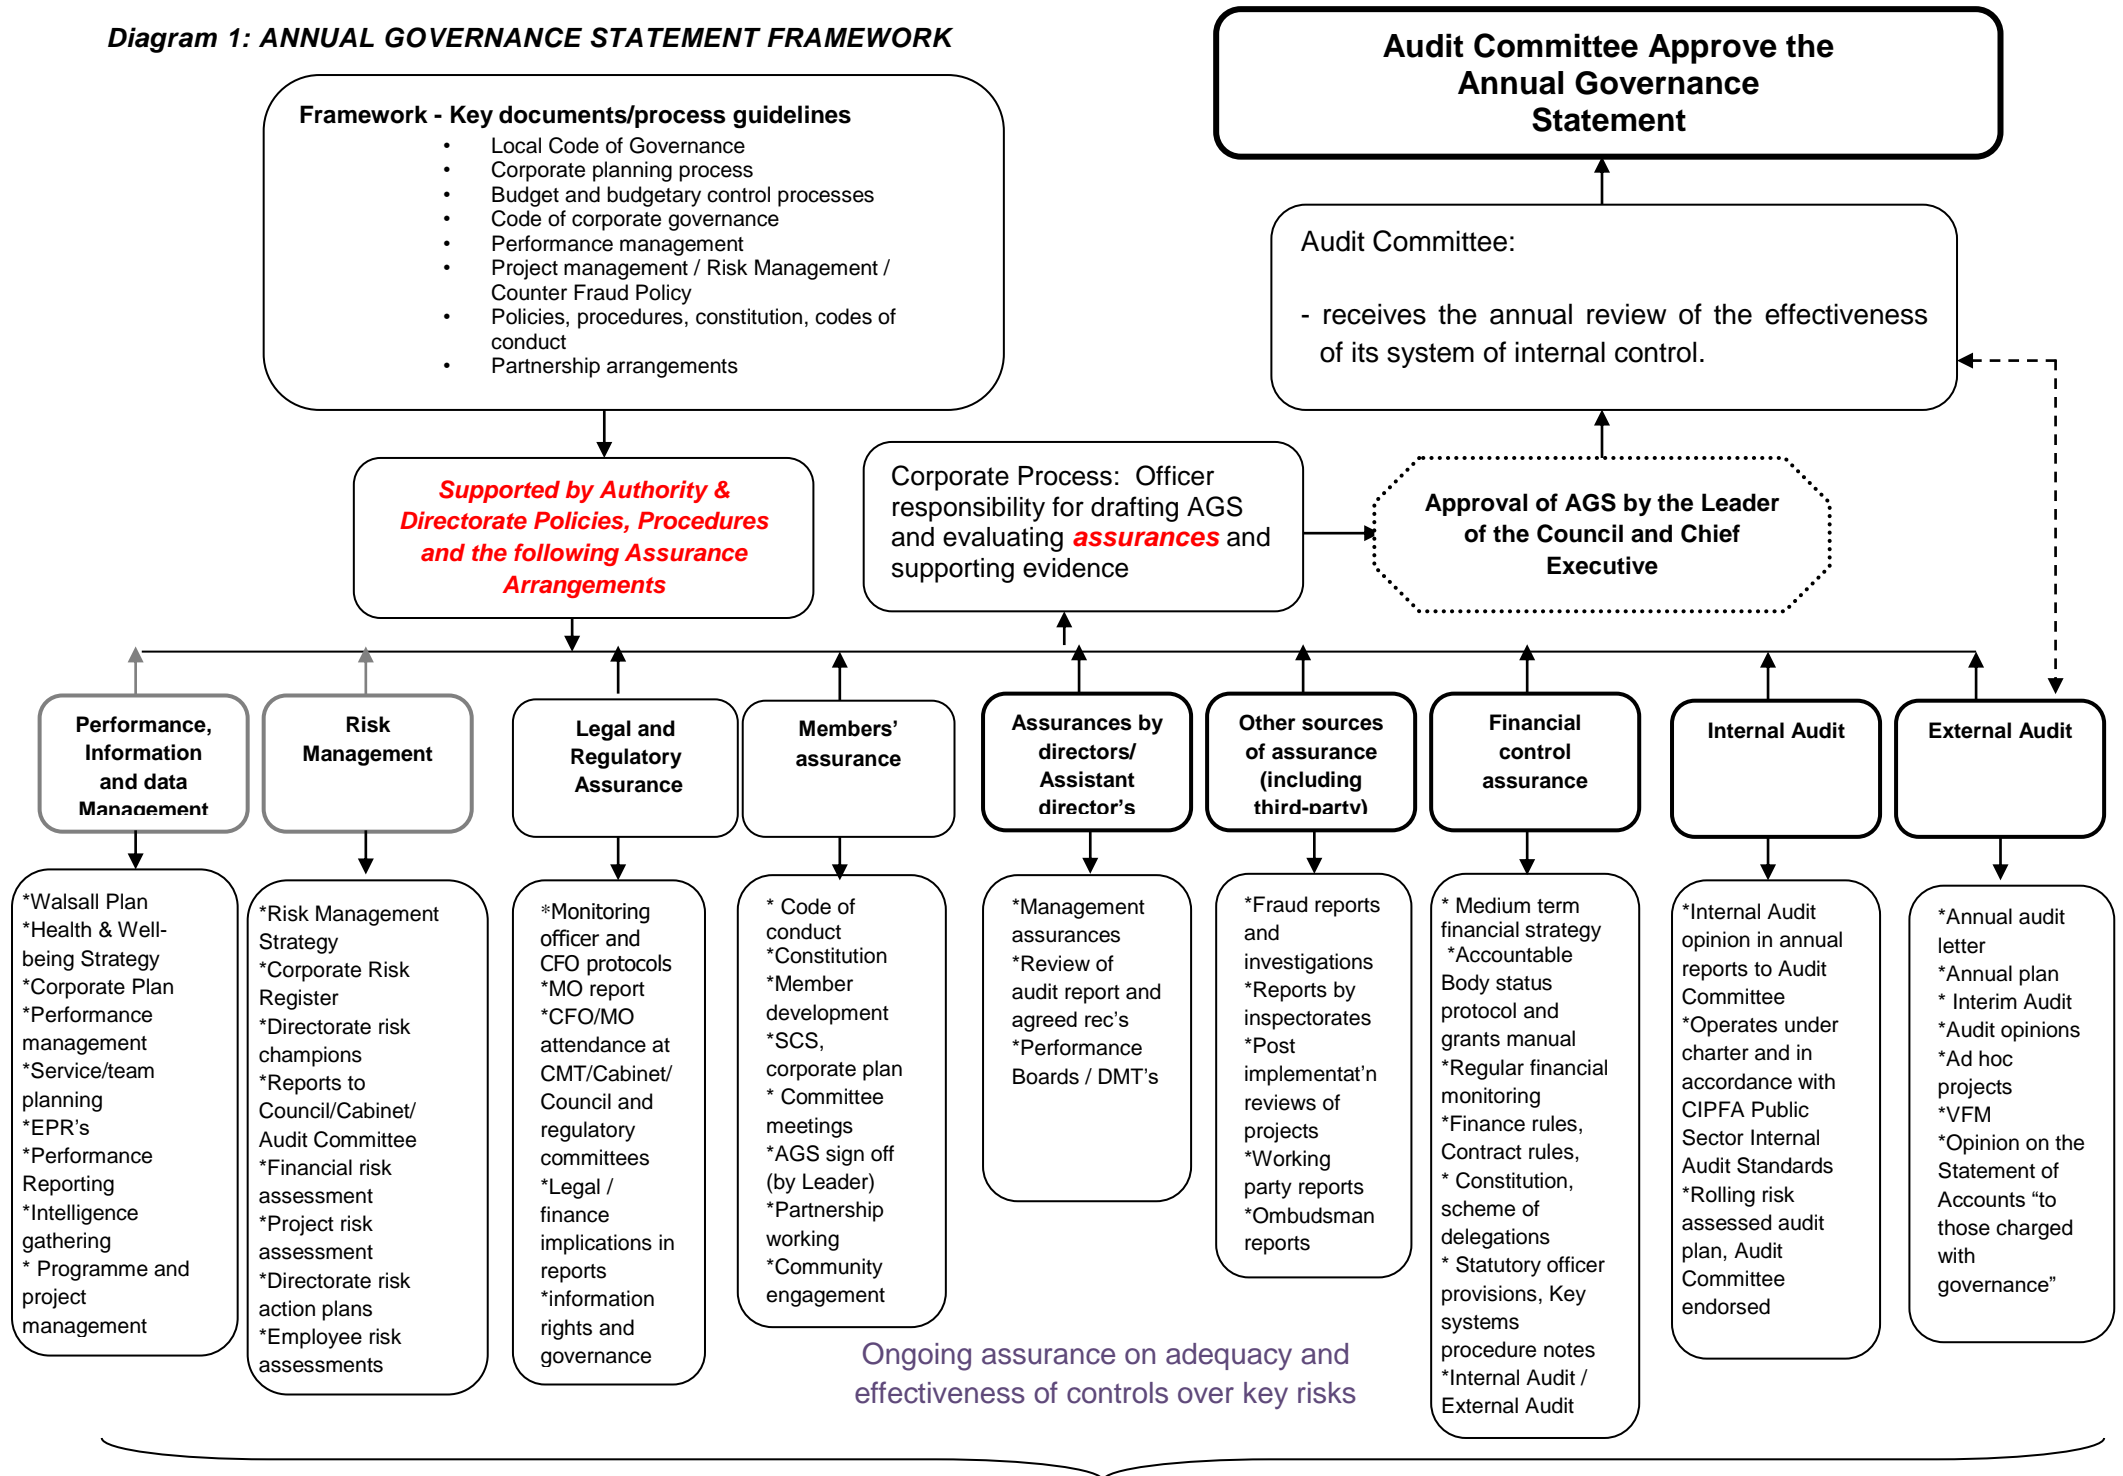 Diagram 1: ANNUAL GOVERNANCE STATEMENT FRAMEWORK
Audit Committee Approve the
Annual Governance
Statement
Framework - Key documents/process guidelines
• Local Code of Governance
• Corporate planning process
• Budget and budgetary control processes
• Code of corporate governance
• Performance management
• Project management / Risk Management /
Counter Fraud Policy
• Policies, procedures, constitution, codes of
conduct
• Partnership arrangements
Audit Committee:
- receives the annual review of the effectiveness
of its system of internal control.
Supported by Authority &
Directorate Policies, Procedures
and the following Assurance
Arrangements
Corporate Process: Officer
responsibility for drafting AGS
and evaluating assurances and
supporting evidence
Approval of AGS by the Leader
of the Council and Chief
Executive
Performance,
Information
and data
Management
Risk
Management
Legal and
Regulatory
Assurance
Members’
assurance
Assurances by
directors/
Assistant
director’s
Other sources
of assurance
(including
third-party)
Financial
control
assurance
Internal Audit
External Audit
*Walsall Plan
*Health & Well-
being Strategy
*Corporate Plan
*Performance
management
*Service/team
planning
*EPR’s
*Performance
Reporting
*Intelligence
gathering
* Programme and
project
management
*Risk Management
Strategy
*Corporate Risk
Register
*Directorate risk
champions
*Reports to
Council/Cabinet/
Audit Committee
*Financial risk
assessment
*Project risk
assessment
*Directorate risk
action plans
*Employee risk
assessments
*Monitoring
officer and
CFO protocols
*MO report
*CFO/MO
attendance at
CMT/Cabinet/
Council and
regulatory
committees
*Legal /
finance
implications in
reports
*information
rights and
governance
* Code of
conduct
*Constitution
*Member
development
*SCS,
corporate plan
* Committee
meetings
*AGS sign off
(by Leader)
*Partnership
working
*Community
engagement
*Management
assurances
*Review of
audit report and
agreed rec’s
*Performance
Boards / DMT’s
*Fraud reports
and
investigations
*Reports by
inspectorates
*Post
implementat’n
reviews of
projects
*Working
party reports
*Ombudsman
reports
* Medium term
financial strategy
*Accountable
Body status
protocol and
grants manual
*Regular financial
monitoring
*Finance rules,
Contract rules,
* Constitution,
scheme of
delegations
* Statutory officer
provisions, Key
systems
procedure notes
*Internal Audit /
External Audit
*Internal Audit
opinion in annual
reports to Audit
Committee
*Operates under
charter and in
accordance with
CIPFA Public
Sector Internal
Audit Standards
*Rolling risk
assessed audit
plan, Audit
Committee
endorsed
*Annual audit
letter
*Annual plan
* Interim Audit
*Audit opinions
*Ad hoc
projects
*VFM
*Opinion on the
Statement of
Accounts “to
those charged
with
governance”
Ongoing assurance on adequacy and
effectiveness of controls over key risks